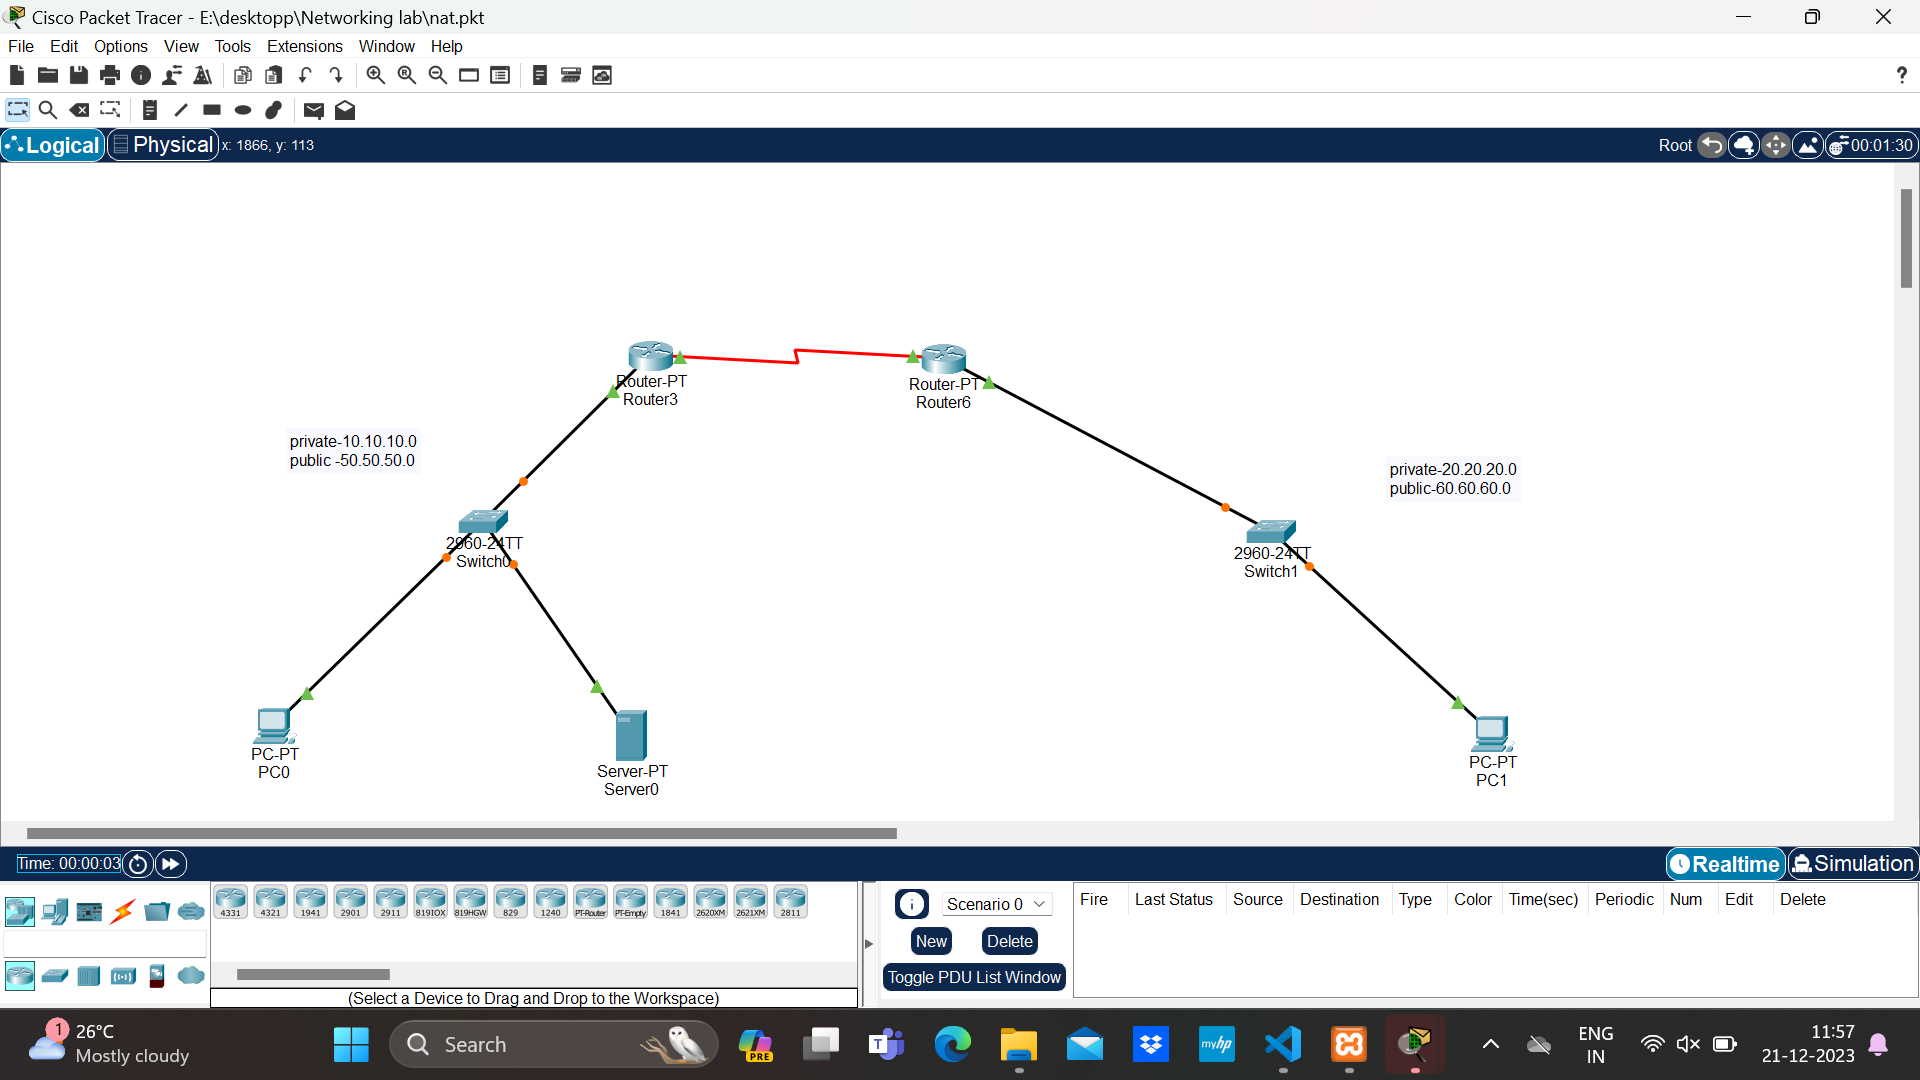 Cisco Packet Tracer - E:\desktopp\Networking lab\nat.pkt
File Edit Options View Tools Extensions Window Help
?
Logical Physical x: 1866, y: 113
Root 00:01:30
Router-PT
Router3
Router-PT
Router6
private-10.10.10.0
public -50.50.50.0
private-20.20.20.0
public-60.60.60.0
2960-24TT
Switch0
2960-24TT
Switch1
PC-PT
PC0
Server-PT
Server0
PC-PT
PC1
Time: 00:00:03
Realtime Simulation
4331 4321 1941 2901 2911 819IOX 819HGW 829 1240 PT-Router PT-Empty 1841 2620XM 2621XM 2811
Scenario 0
New Delete
Toggle PDU List Window
Fire Last Status Source Destination Type Color Time(sec) Periodic Num Edit Delete
(Select a Device to Drag and Drop to the Workspace)
1
26°C
Mostly cloudy
Search
PRE
T
myhp
ENG
IN
11:57
21-12-2023